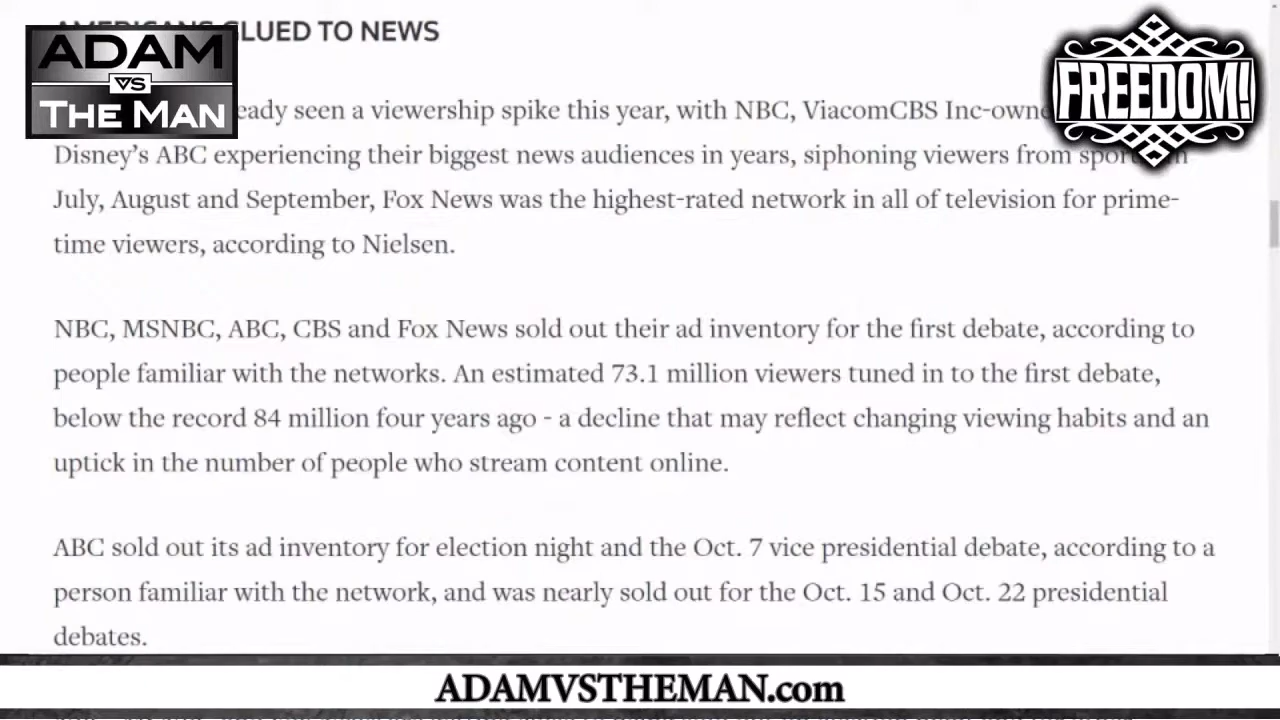 GLUED TO NEWS
ADAM
VS
THE MAN
FREEDOM!
eady seen a viewership spike this year, with NBC, ViacomCBS Inc-owne
Disney's ABC experiencing their biggest news audiences in years, siphoning viewers from
July, August and September, Fox News was the highest-rated network in all of television for prime-
time viewers, according to Nielsen.
NBC, MSNBC, ABC, CBS and Fox News sold out their ad inventory for the first debate, according to
people familiar with the networks. An estimated 73.1 million viewers tuned in to the first debate,
below the record 84 million four years ago - a decline that may reflect changing viewing habits and an
uptick in the number of people who stream content online.
ABC sold out its ad inventory for election night and the Oct. 7 vice presidential debate, according to a
person familiar with the network, and was nearly sold out for the Oct. 15 and Oct. 22 presidential
debates.
ADAMVSTHEMAN.com